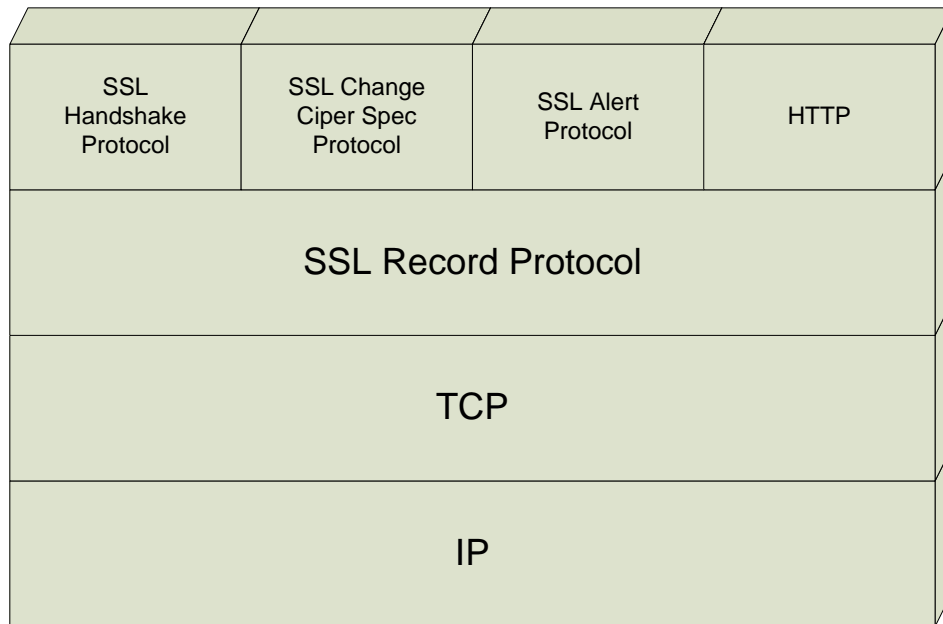 SSL
Handshake
Protocol
SSL Change
Ciper Spec
Protocol
SSL Alert
Protocol
HTTP
SSL Record Protocol
TCP
IP